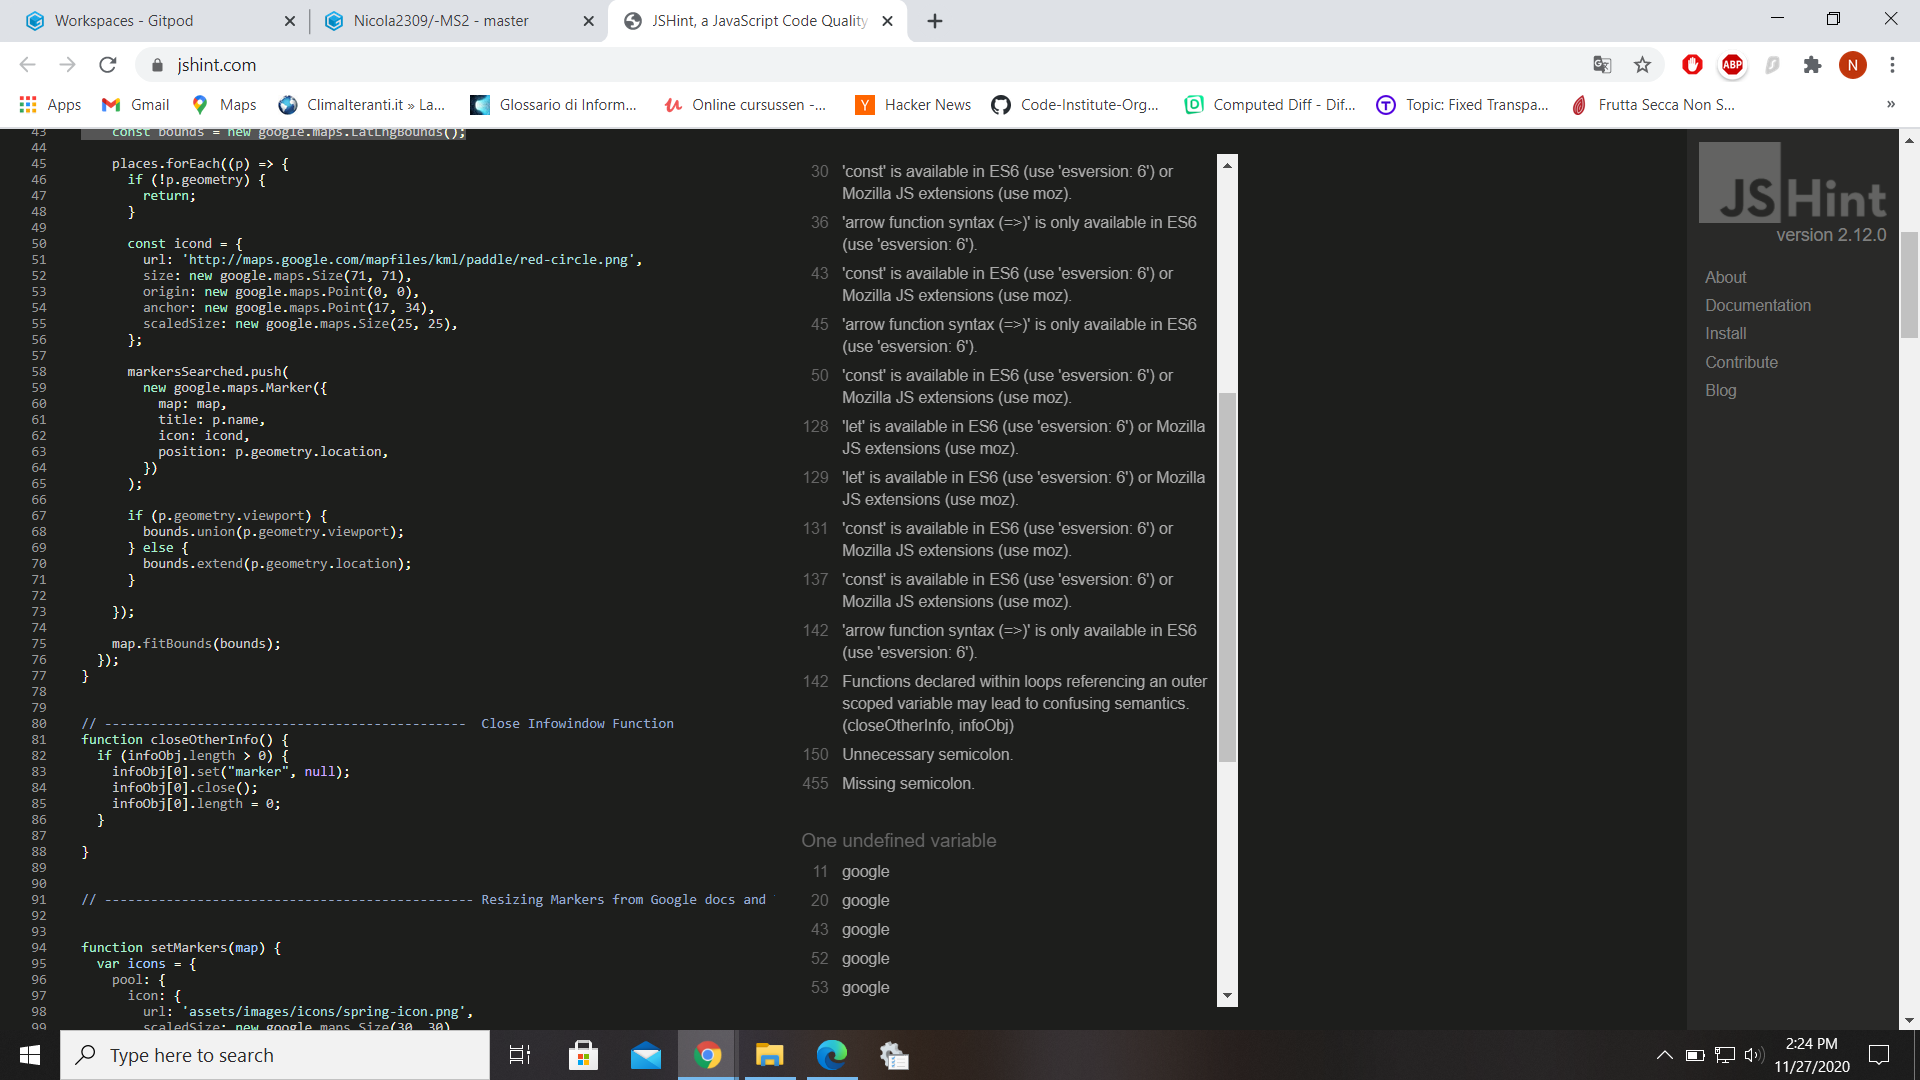 Workspaces - Gitpod
Nicola2309/-MS2 - master
JSHint, a JavaScript Code Quality
jshint.com
ABP
N
Apps
Gmail
Maps
Climalteranti.it » La...
Glossario di Inform...
Online cursussen -...
Hacker News
Code-Institute-Org...
Computed Diff - Dif...
Topic: Fixed Transpa...
Frutta Secca Non S...
»
43 const bounds = new google.maps.LatLngBounds();
44
45 places.forEach((p) => {
46 if (!p.geometry) {
47 return;
48 }
49
50 const icond = {
51 url: 'http://maps.google.com/mapfiles/kml/paddle/red-circle.png',
52 size: new google.maps.Size(71, 71),
53 origin: new google.maps.Point(0, 0),
54 anchor: new google.maps.Point(17, 34),
55 scaledSize: new google.maps.Size(25, 25),
56 };
57
58 markersSearched.push(
59 new google.maps.Marker({
60 map: map,
61 title: p.name,
62 icon: icond,
63 position: p.geometry.location,
64 })
65 );
66
67 if (p.geometry.viewport) {
68 bounds.union(p.geometry.viewport);
69 } else {
70 bounds.extend(p.geometry.location);
71 }
72
73 });
74
75 map.fitBounds(bounds);
76 });
77 }
78
79
80 // ----------------------------------------------- Close Infowindow Function
81 function closeOtherInfo() {
82 if (infoObj.length > 0) {
83 infoObj[0].set("marker", null);
84 infoObj[0].close();
85 infoObj[0].length = 0;
86 }
87
88 }
89
90
91 // ------------------------------------------------ Resizing Markers from Google docs and
92
93
94 function setMarkers(map) {
95 var icons = {
96 pool: {
97 icon: {
98 url: 'assets/images/icons/spring-icon.png',
99 scaledSize: new google.maps.Size(30, 30)
30 'const' is available in ES6 (use 'esversion: 6') or
Mozilla JS extensions (use moz).
36 'arrow function syntax (=>)' is only available in ES6
(use 'esversion: 6').
43 'const' is available in ES6 (use 'esversion: 6') or
Mozilla JS extensions (use moz).
45 'arrow function syntax (=>)' is only available in ES6
(use 'esversion: 6').
50 'const' is available in ES6 (use 'esversion: 6') or
Mozilla JS extensions (use moz).
128 'let' is available in ES6 (use 'esversion: 6') or Mozilla
JS extensions (use moz).
129 'let' is available in ES6 (use 'esversion: 6') or Mozilla
JS extensions (use moz).
131 'const' is available in ES6 (use 'esversion: 6') or
Mozilla JS extensions (use moz).
137 'const' is available in ES6 (use 'esversion: 6') or
Mozilla JS extensions (use moz).
142 'arrow function syntax (=>)' is only available in ES6
(use 'esversion: 6').
142 Functions declared within loops referencing an outer
scoped variable may lead to confusing semantics.
(closeOtherInfo, infoObj)
150 Unnecessary semicolon.
455 Missing semicolon.
One undefined variable
11 google
20 google
43 google
52 google
53 google
JSHint
version 2.12.0
About
Documentation
Install
Contribute
Blog
Type here to search
2:24 PM
11/27/2020